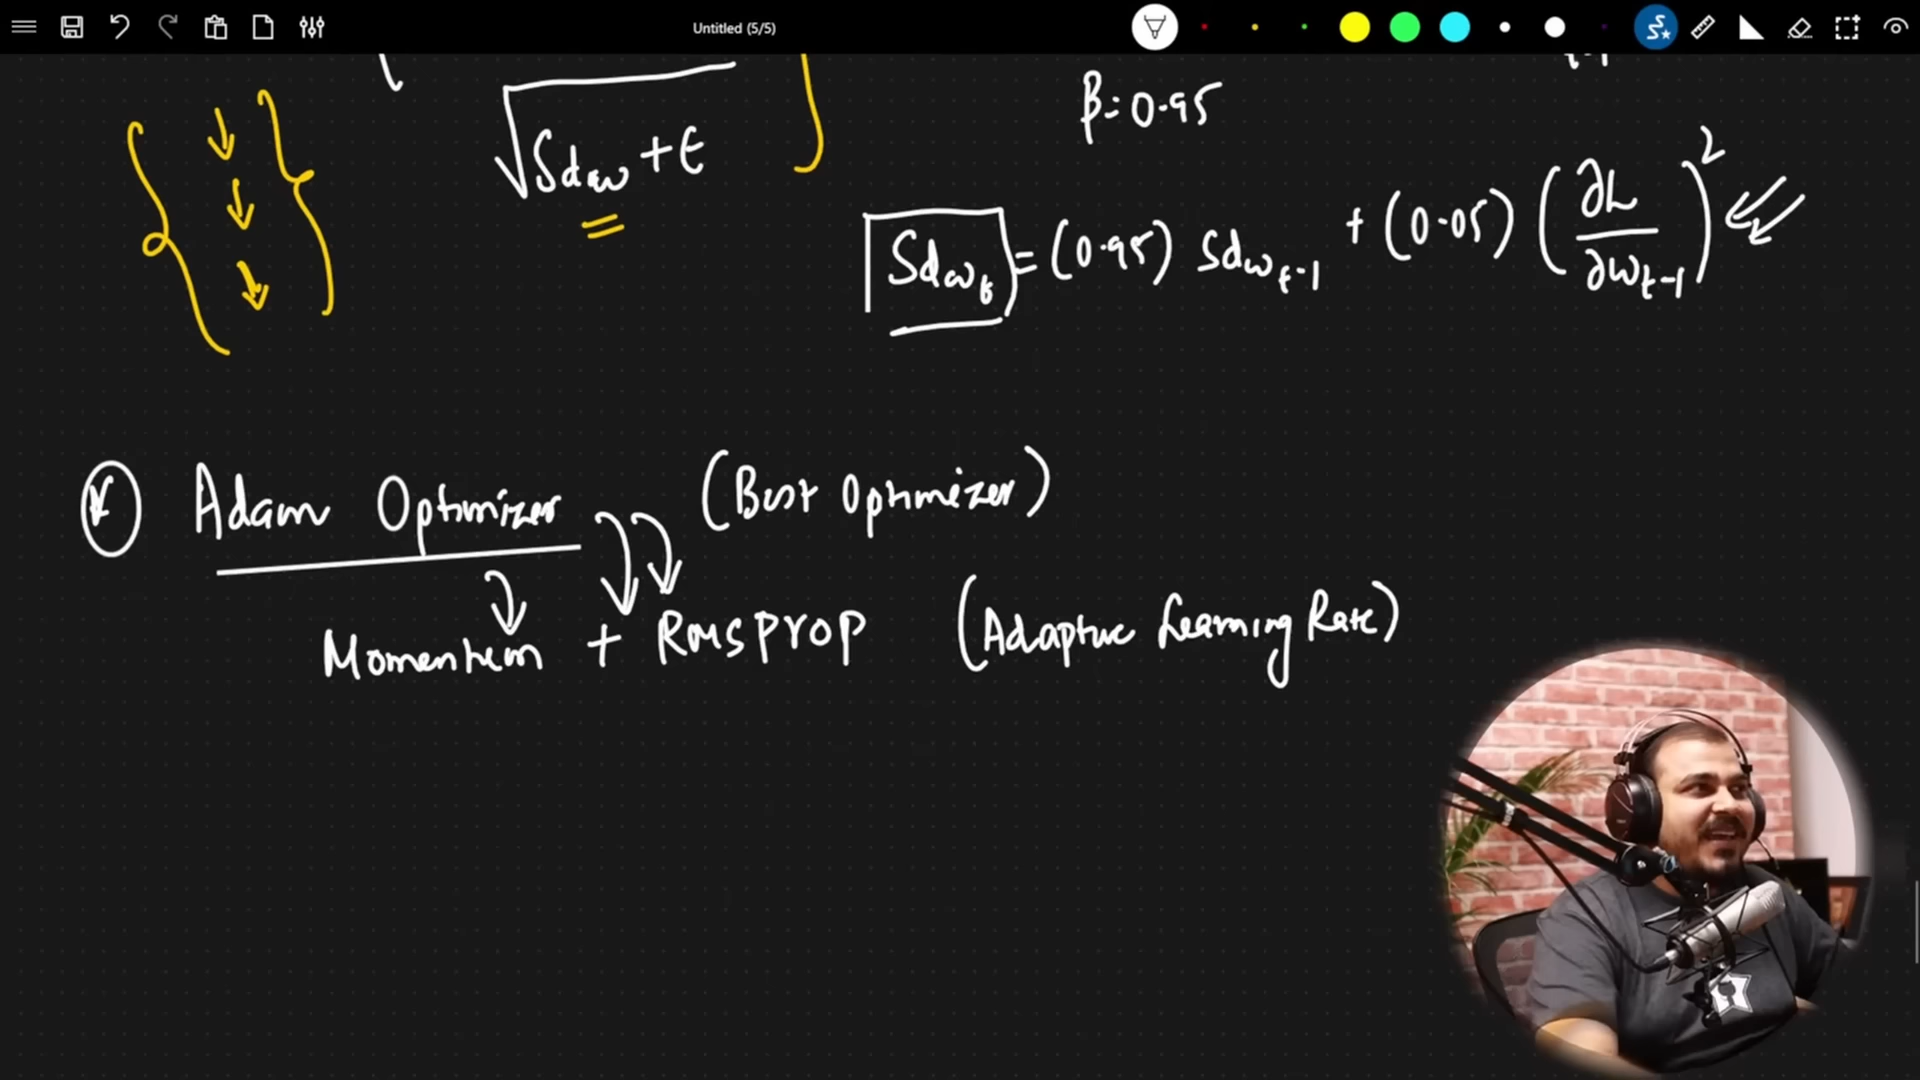 Untitled (5/5)
β = 0.95
√Sdw + ε
Sdwt = (0.95) Sdwt-1 + (0.05) (∂L/∂wt-1)²
Adam Optimizer (Best Optimizer)
Momentum + RMSPROP (Adaptive Learning Rate)